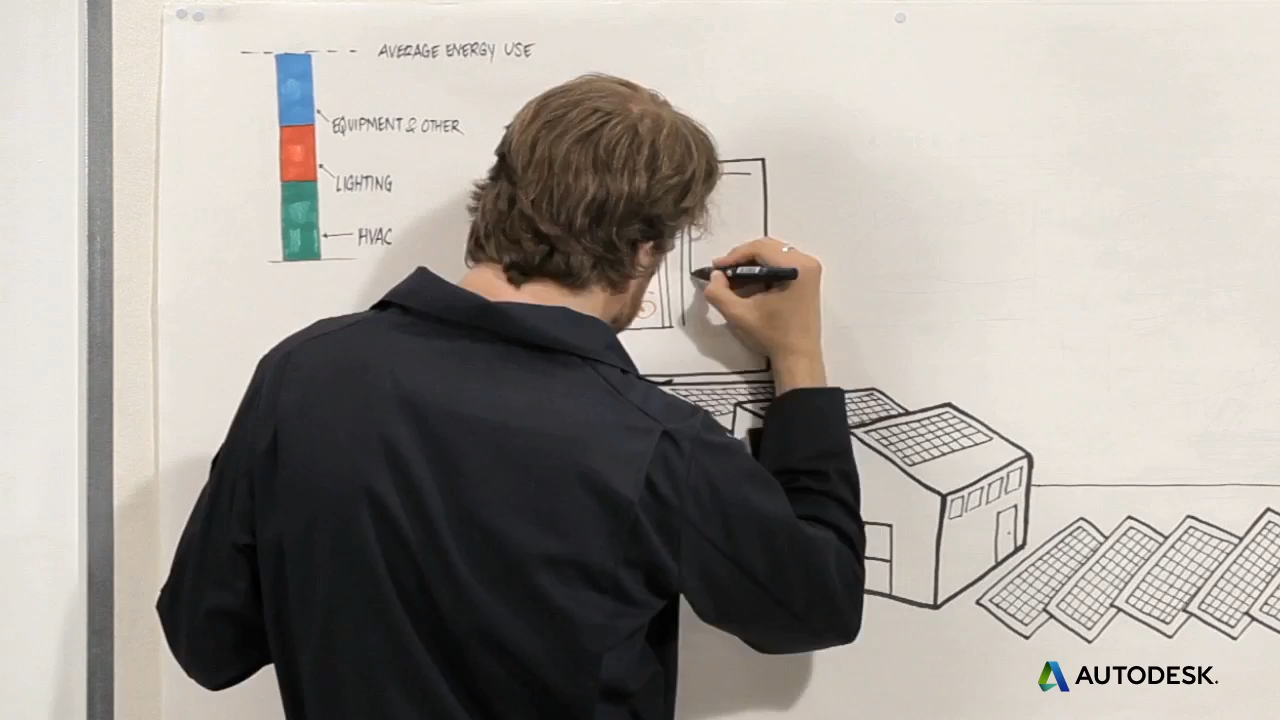 AVERAGE ENERGY USE
EQUIPMENT & OTHER
LIGHTING
HVAC
AUTODESK.